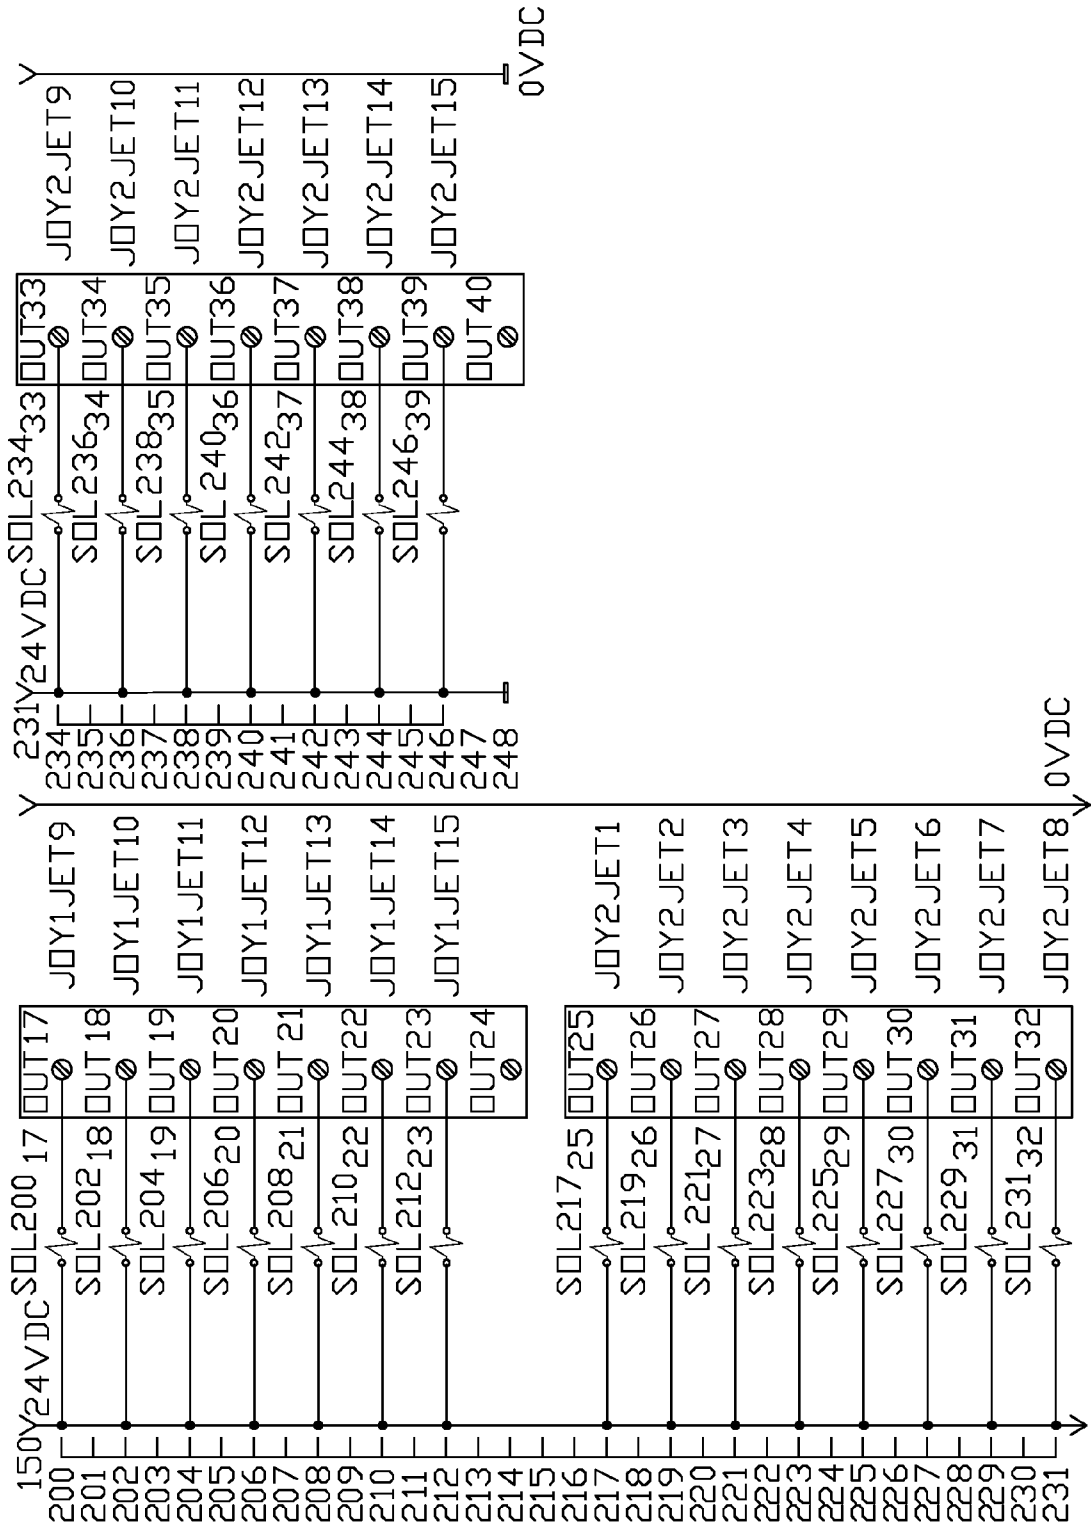 150 24VDC 0VDC
200 SOL200 17 OUT17 JOY1JET9
201
202 SOL202 18 OUT18 JOY1JET10
203
204 SOL204 19 OUT19 JOY1JET11
205
206 SOL206 20 OUT20 JOY1JET12
207
208 SOL208 21 OUT21 JOY1JET13
209
210 SOL210 22 OUT22 JOY1JET14
211
212 SOL212 23 OUT23 JOY1JET15
213
214 OUT24
215
216
217 SOL217 25 OUT25 JOY2JET1
218
219 SOL219 26 OUT26 JOY2JET2
220
221 SOL221 27 OUT27 JOY2JET3
222
223 SOL223 28 OUT28 JOY2JET4
224
225 SOL225 29 OUT29 JOY2JET5
226
227 SOL227 30 OUT30 JOY2JET6
228
229 SOL229 31 OUT31 JOY2JET7
230
231 SOL231 32 OUT32 JOY2JET8
231 24VDC
234 SOL234 33 OUT33 JOY2JET9
235
236 SOL236 34 OUT34 JOY2JET10
237
238 SOL238 35 OUT35 JOY2JET11
239
240 SOL240 36 OUT36 JOY2JET12
241
242 SOL242 37 OUT37 JOY2JET13
243
244 SOL244 38 OUT38 JOY2JET14
245
246 SOL246 39 OUT39 JOY2JET15
247
248 OUT40
0VDC